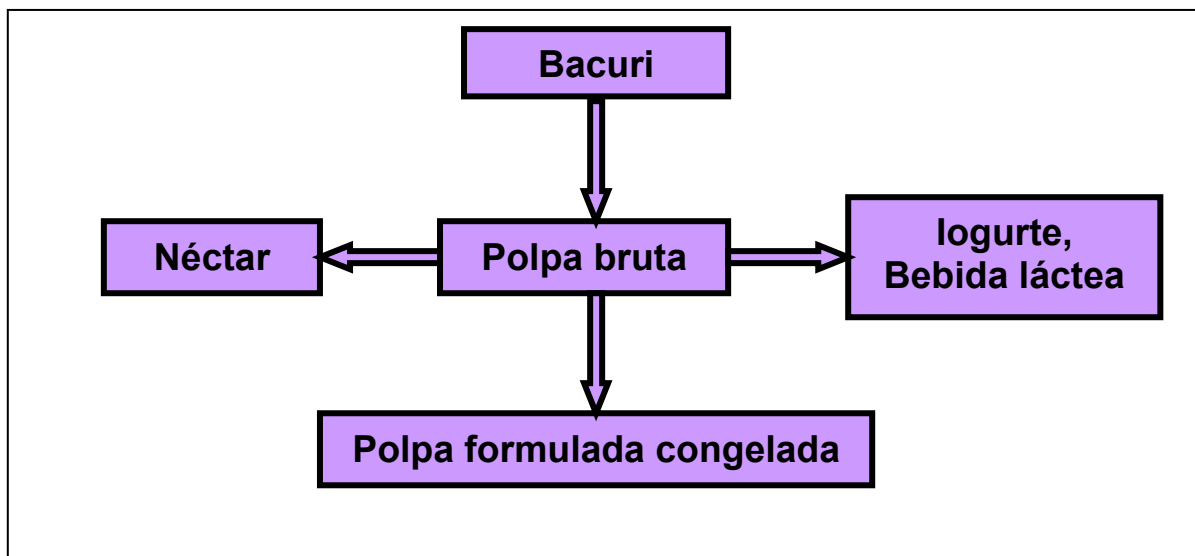 Bacuri
Néctar
Polpa bruta
Iogurte,
Bebida láctea
Polpa formulada congelada